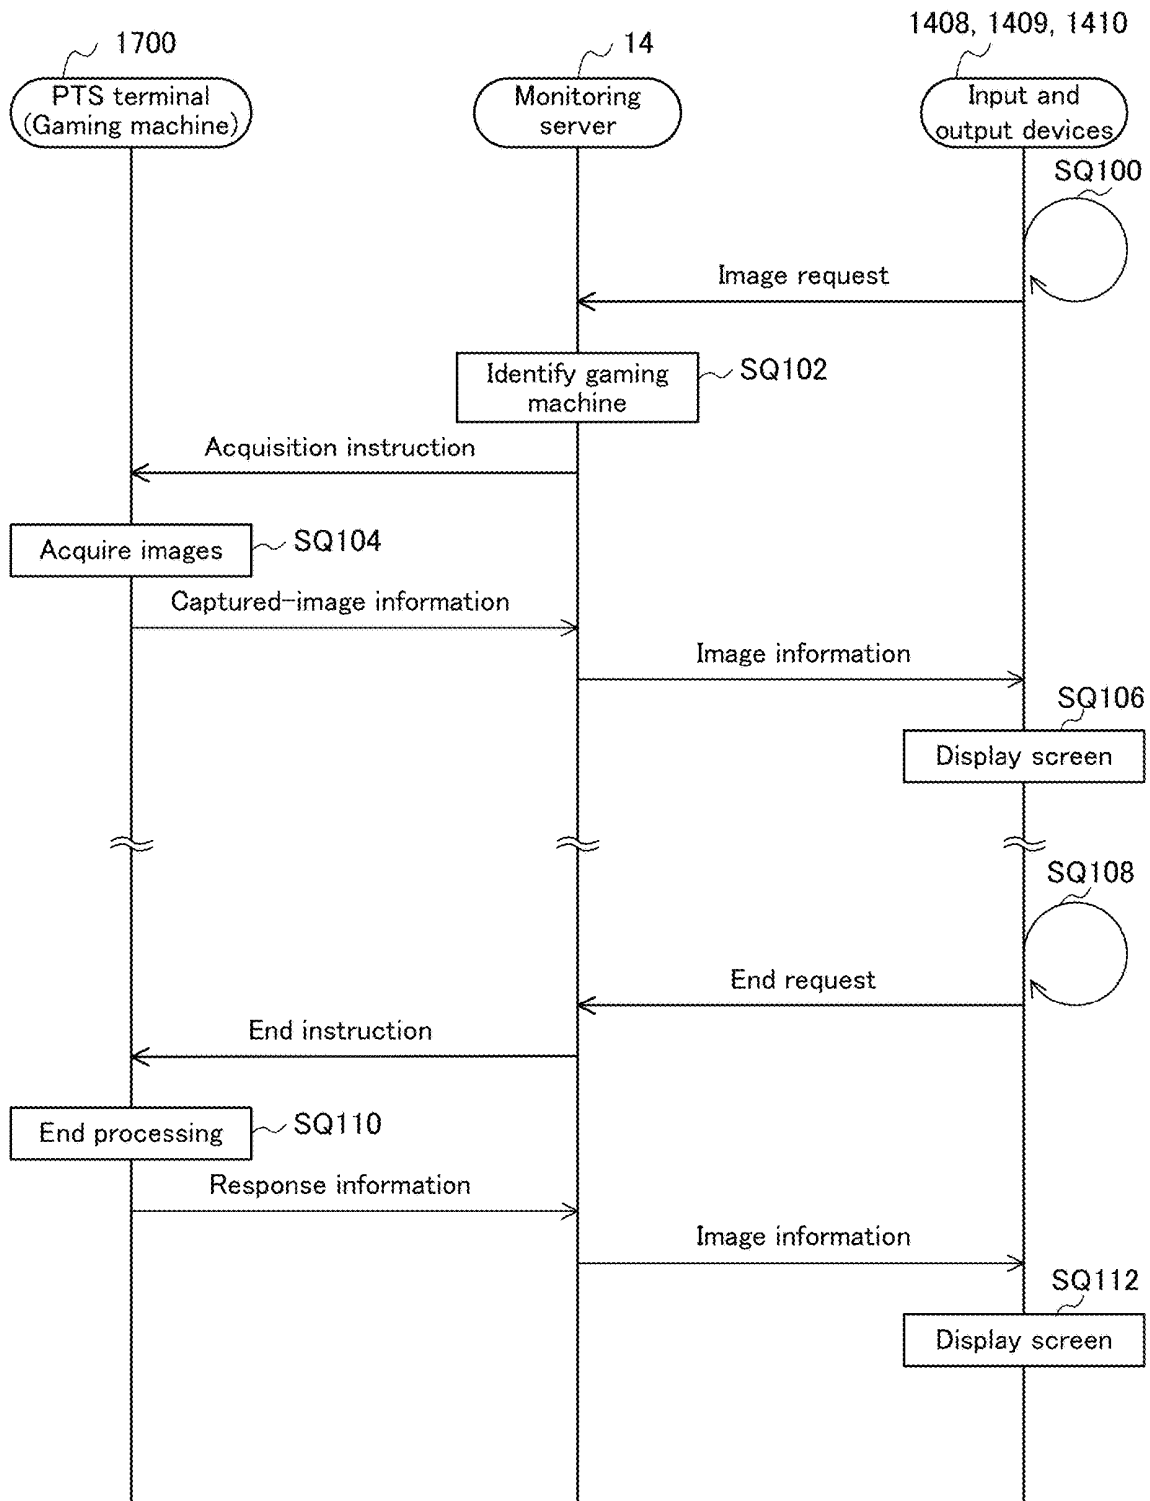 1700
14
1408, 1409, 1410
PTS terminal
(Gaming machine)
Monitoring
server
Input and
output devices
SQ100
Image request
Identify gaming
machine
SQ102
Acquisition instruction
Acquire images
SQ104
Captured-image information
Image information
SQ106
Display screen
SQ108
End request
End instruction
End processing
SQ110
Response information
Image information
SQ112
Display screen